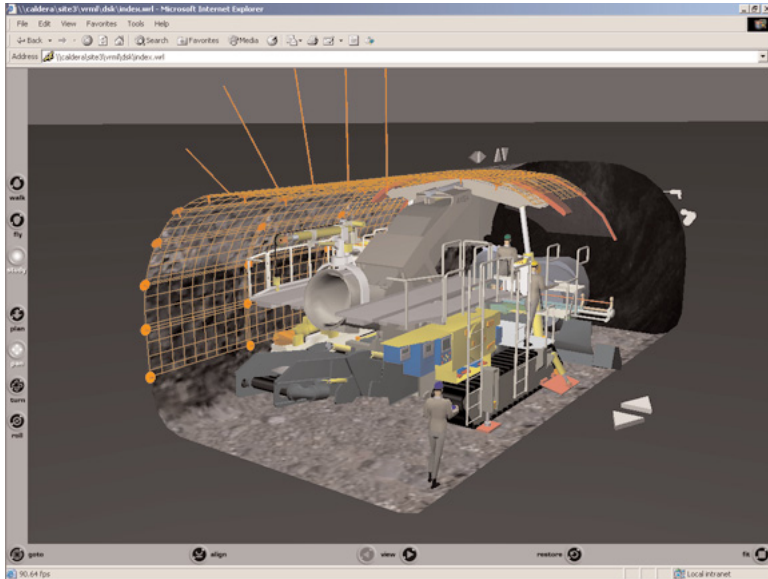 \\caldera\site3\vrml\dsk\index.wrl - Microsoft Internet Explorer
File Edit View Favorites Tools Help
Back Search Favorites Media
Address \\caldera\site3\vrml\dsk\index.wrl
walk
fly
study
plan
pan
turn
roll
goto align view restore fit
90.64 fps Local intranet